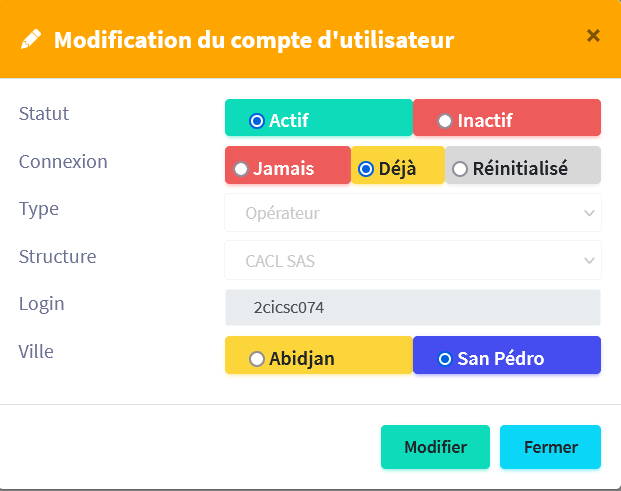 Modification du compte d'utilisateur ×
Statut Actif Inactif
Connexion Jamais Déjà Réinitialisé
Type Opérateur
Structure CACL SAS
Login 2cicsc074
Ville Abidjan San Pédro
Modifier Fermer